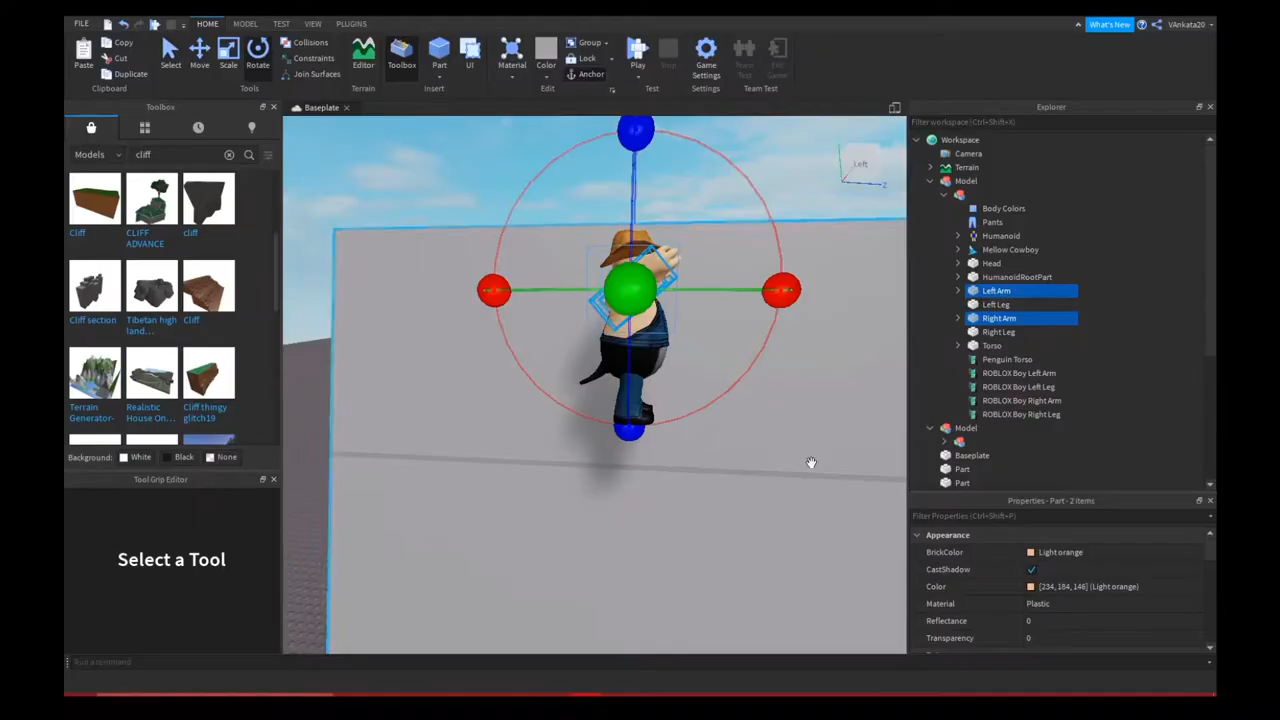 FILE HOME MODEL TEST VIEW PLUGINS What's New VAnkata20
Paste Copy Cut Duplicate Select Move Scale Rotate Collisions Constraints Join Surfaces Editor Toolbox Part UI Material Color Group Lock Anchor Play Game Settings
Clipboard Tools Terrain Insert Edit Test Settings Team Test
Toolbox Baseplate Explorer
Filter workspace (Ctrl+Shift+X)
Models cliff
Cliff CLIFF ADVANCE cliff
Cliff section Tibetan high land... Cliff
Terrain Generator- Realistic House On... Cliff thingy glitch19
Background: White Black None
Tool Grip Editor
Select a Tool
Left
Z
Workspace
Camera
Terrain
Model
Body Colors
Pants
Humanoid
Mellow Cowboy
Head
HumanoidRootPart
Left Arm
Left Leg
Right Arm
Right Leg
Torso
Penguin Torso
ROBLOX Boy Left Arm
ROBLOX Boy Left Leg
ROBLOX Boy Right Arm
ROBLOX Boy Right Leg
Model
Baseplate
Part
Part
Properties - Part - 2 items
Filter Properties (Ctrl+Shift+P)
Appearance
BrickColor Light orange
CastShadow
Color [234, 184, 146] (Light orange)
Material Plastic
Reflectance 0
Transparency 0
Run a command